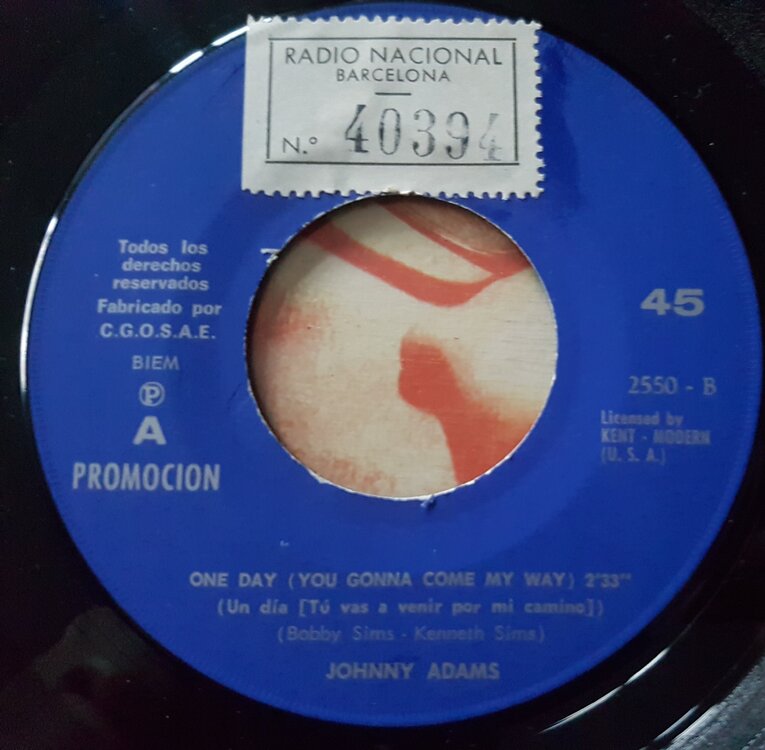 RADIO NACIONAL
BARCELONA
N.º 40394
Todos los
derechos
reservados
Fabricado por
C.G.O.S.A.E.
BIEM
Ⓟ
A
PROMOCION
45
2550 - B
Licensed by
KENT - MODERN
(U. S. A.)
ONE DAY (YOU GONNA COME MY WAY) 2'33"
(Un día [Tú vas a venir por mi camino])
(Bobby Sims - Kenneth Sims)
JOHNNY ADAMS